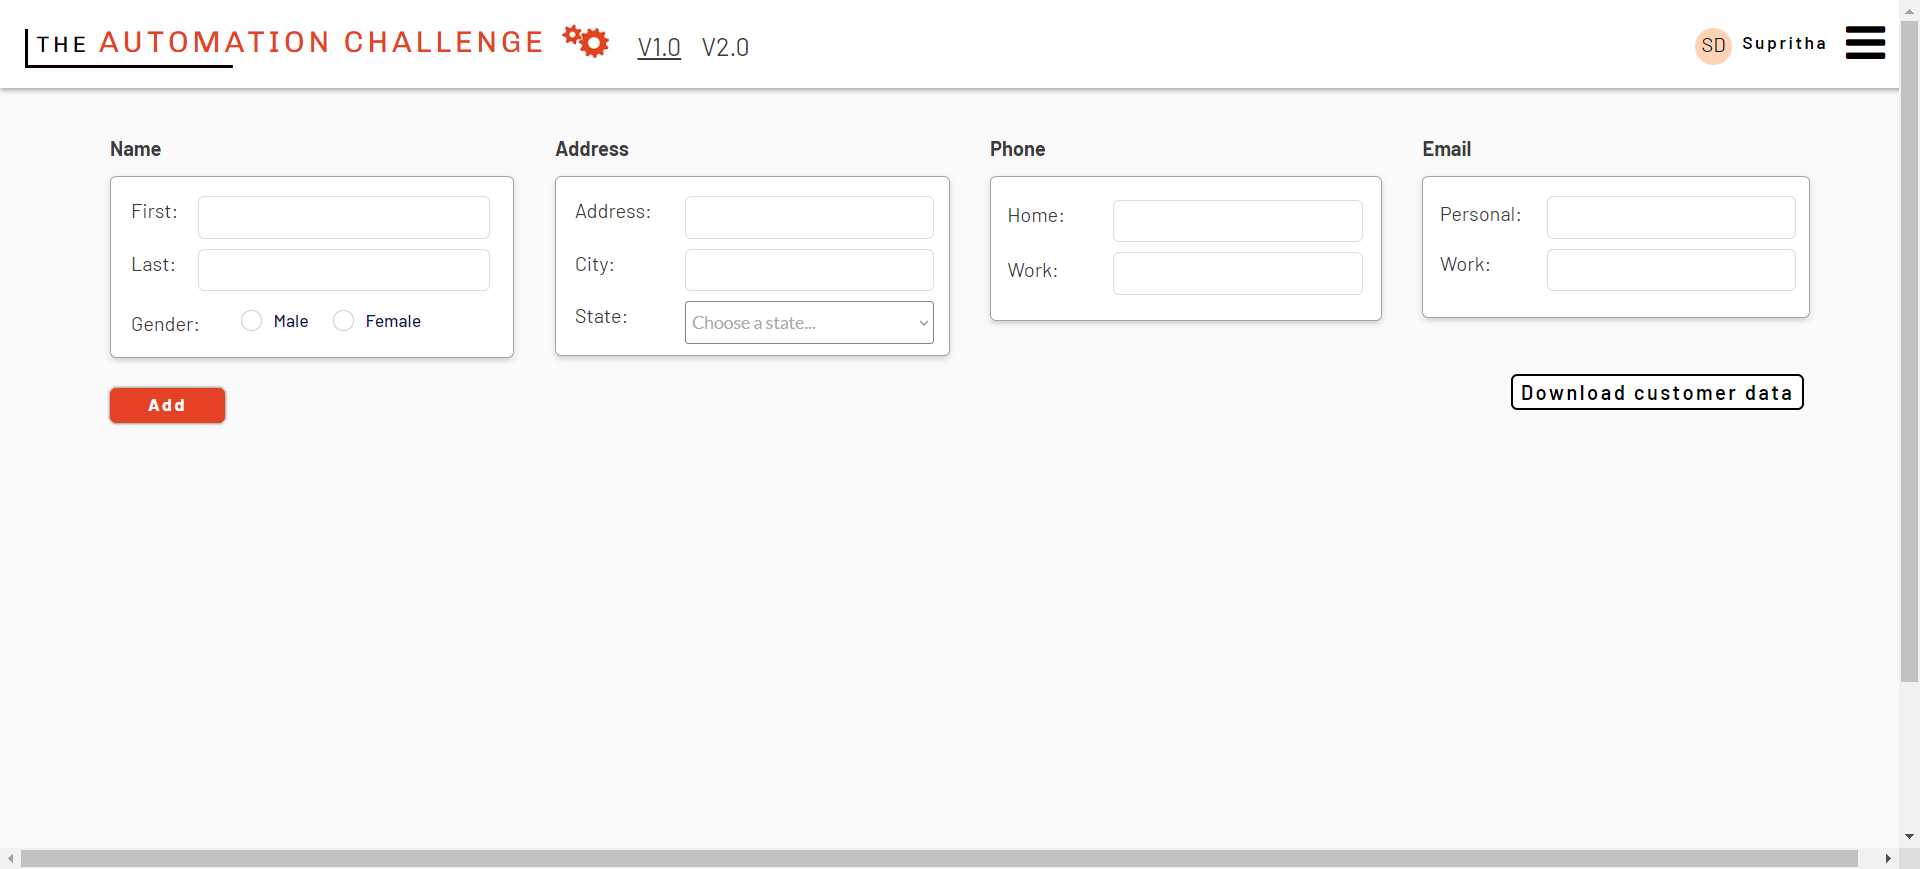 THE AUTOMATION CHALLENGE V1.0 V2.0 SD Supritha
Name
First:
Last:
Gender: Male Female
Address
Address:
City:
State: Choose a state...
Phone
Home:
Work:
Email
Personal:
Work:
Add
Download customer data